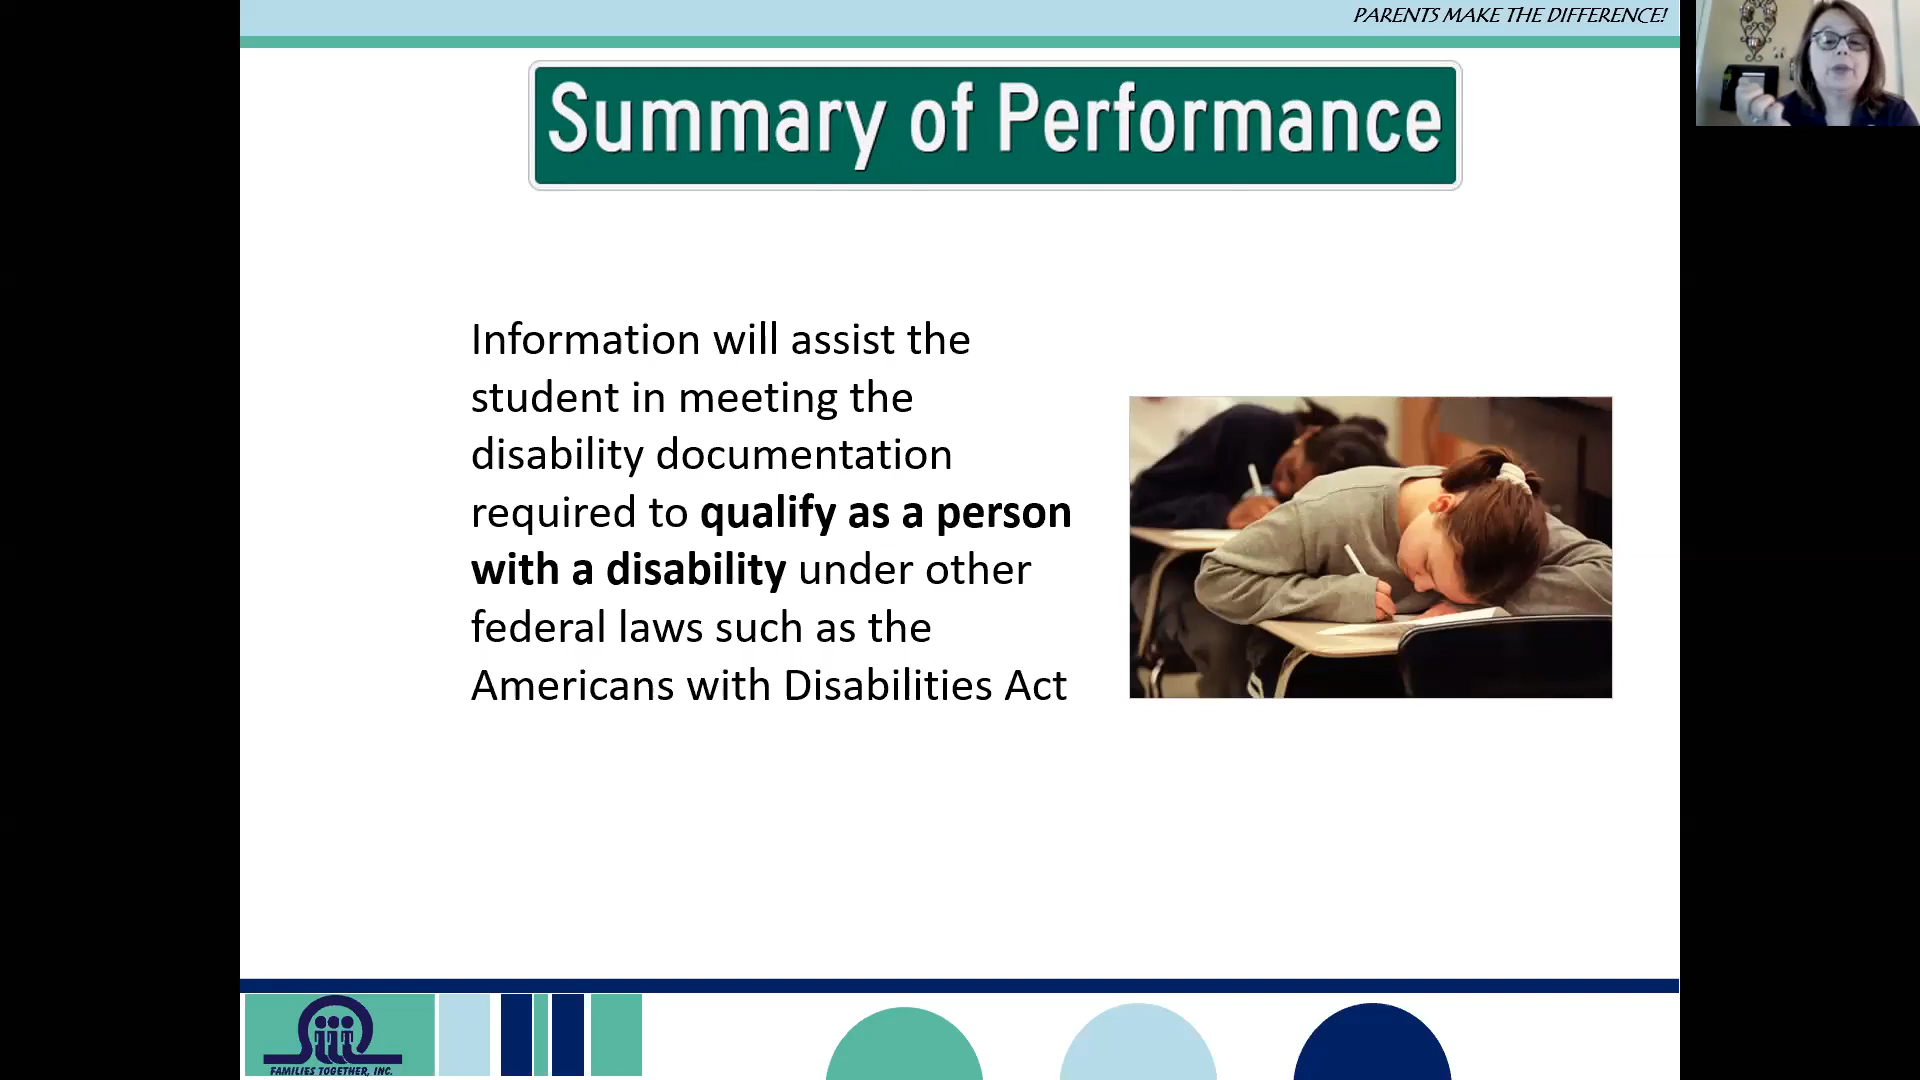 PARENTS MAKE THE DIFFERENCE!
Summary of Performance
Information will assist the
student in meeting the
disability documentation
required to qualify as a person
with a disability under other
federal laws such as the
Americans with Disabilities Act
FAMILIES TOGETHER, INC.